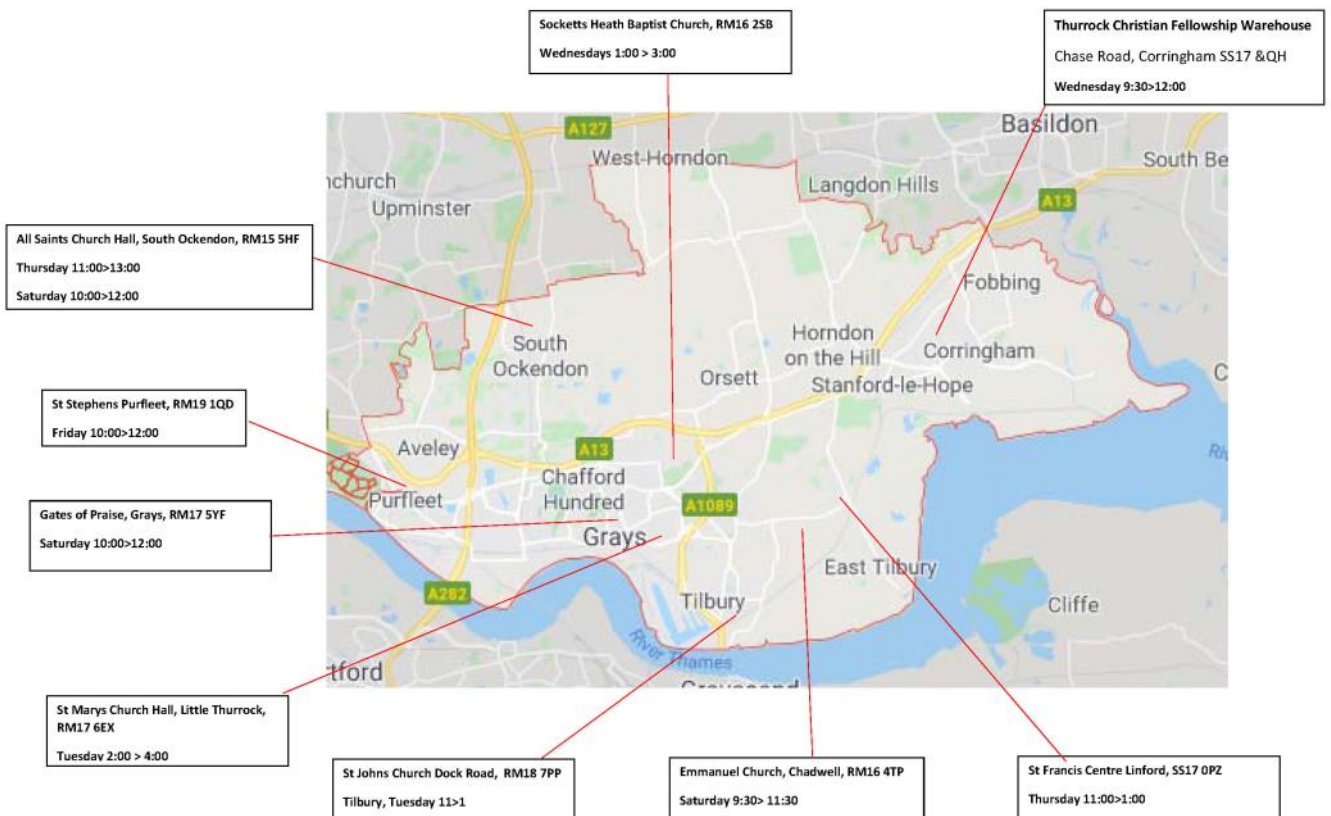 Socketts Heath Baptist Church, RM16 2SB
Wednesdays 1:00 > 3:00
Thurrock Christian Fellowship Warehouse
Chase Road, Corringham SS17 &QH
Wednesday 9:30>12:00
All Saints Church Hall, South Ockendon, RM15 5HF
Thursday 11:00>13:00
Saturday 10:00>12:00
St Stephens Purfleet, RM19 1QD
Friday 10:00>12:00
Gates of Praise, Grays, RM17 5YF
Saturday 10:00>12:00
St Marys Church Hall, Little Thurrock,
RM17 6EX
Tuesday 2:00 > 4:00
St Johns Church Dock Road, RM18 7PP
Tilbury, Tuesday 11>1
Emmanuel Church, Chadwell, RM16 4TP
Saturday 9:30> 11:30
St Francis Centre Linford, SS17 0PZ
Thursday 11:00>1:00
A127
Basildon
West Horndon
South Be
nchurch
Langdon Hills
Upminster
A13
Fobbing
Horndon
on the Hill
South
Ockendon
Corringham
Orsett
Stanford-le-Hope
C
Aveley
A13
Riv
Chafford
Hundred
Purfleet
A1089
Grays
East Tilbury
A282
Tilbury
Cliffe
River Thames
tford